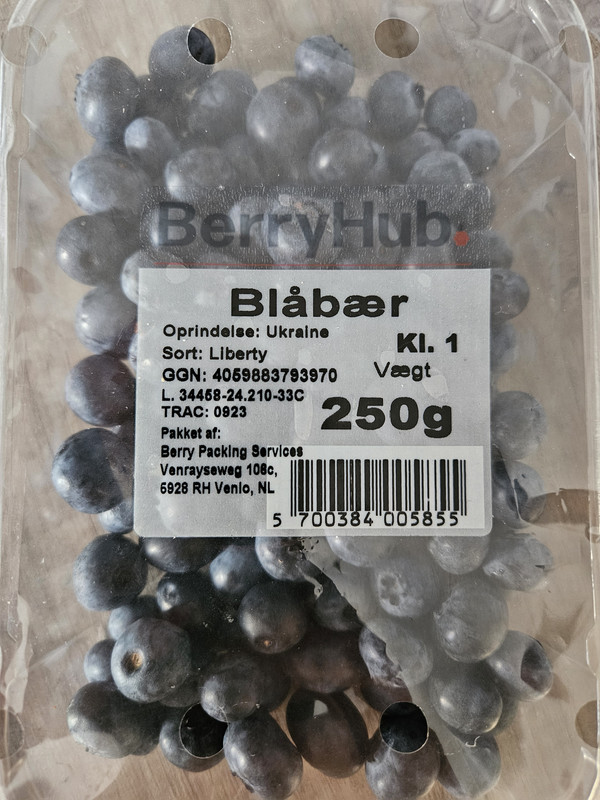 BerryHub.
Blåbær
Oprindelse: Ukraine
Kl. 1
Sort: Liberty
Vægt
GGN: 4059883793970
250g
L. 34458-24.210-33C
TRAC: 0923
Pakket af:
Berry Packing Services
Venrayseweg 108c,
5928 RH Venlo, NL
5 700384 005855